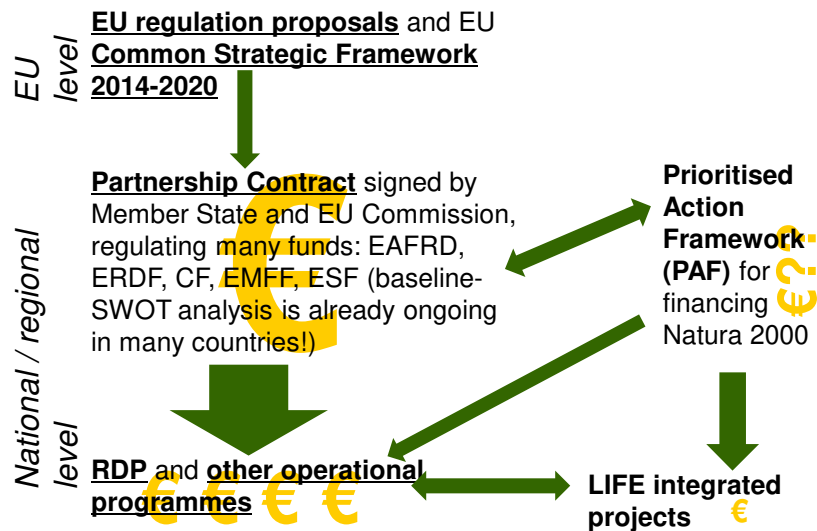 EU level
EU regulation proposals and EU
Common Strategic Framework
2014-2020
National / regional level
Partnership Contract signed by
Member State and EU Commission,
regulating many funds: EAFRD,
ERDF, CF, EMFF, ESF (baseline-
SWOT analysis is already ongoing
in many countries!)
€
Prioritised
Action
Framework
(PAF) for
financing
Natura 2000
€??
RDP and other operational
programmes
€ € € €
LIFE integrated
projects €